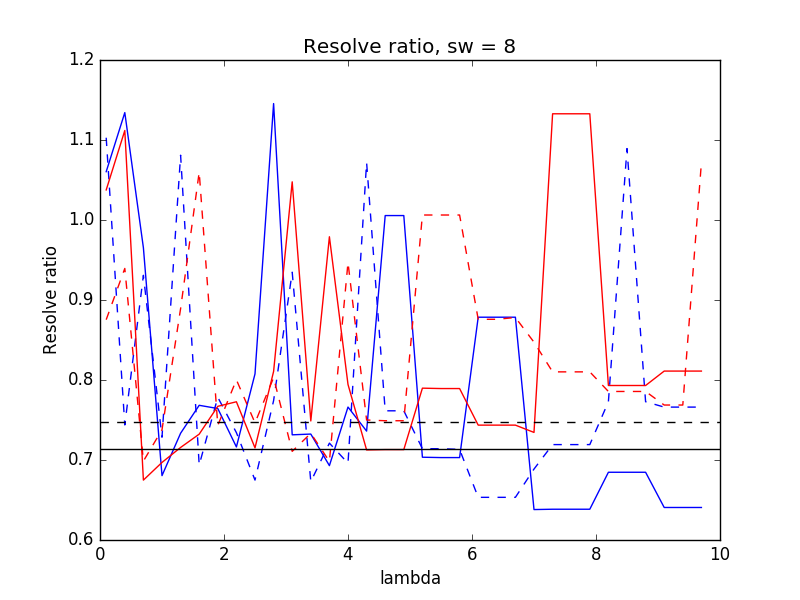 Resolve ratio, sw = 8
1.2
1.1
1.0
0.9
0.8
0.7
0.6
Resolve ratio
0 2 4 6 8 10
lambda